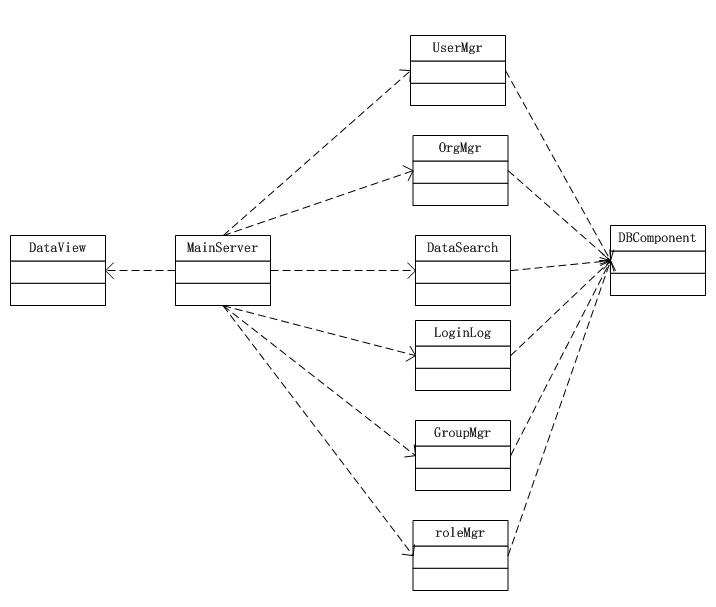 UserMgr
OrgMgr
DataView
MainServer
DataSearch
DBComponent
LoginLog
GroupMgr
roleMgr